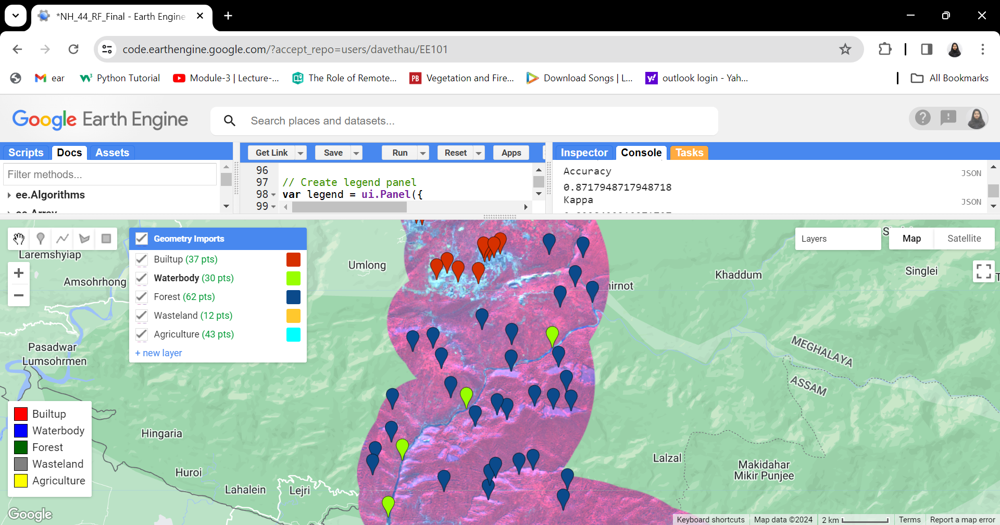 *NH_44_RF_Final - Earth Engine
code.earthengine.google.com/?accept_repo=users/davethau/EE101
ear
Python Tutorial
Module-3 | Lecture-...
The Role of Remote...
PB
Vegetation and Fire...
Download Songs | L...
y!
outlook login - Yah...
All Bookmarks
Google Earth Engine
Search places and datasets...
Scripts Docs Assets
Get Link Save Run Reset Apps
Inspector Console Tasks
Filter methods...
ee.Algorithms
96
97 // Create legend panel
98 var legend = ui.Panel({
99
Accuracy JSON
0.8717948717948718
Kappa JSON
Geometry Imports
Builtup (37 pts)
Waterbody (30 pts)
Forest (62 pts)
Wasteland (12 pts)
Agriculture (43 pts)
+ new layer
Layers
Map Satellite
Laremshyiap
Amsohrhong
Umlong
Khaddum
Singlei
hirnot
Pasadwar
Lumsohrmen
MEGHALAYA
ASSAM
Builtup
Waterbody
Forest
Wasteland
Agriculture
Hingaria
Huroi
Lahalein
Lejri
Lalzal
Makidahar
Mikir Punjee
Google
Keyboard shortcuts Map data ©2024 2 km Terms Report a map error